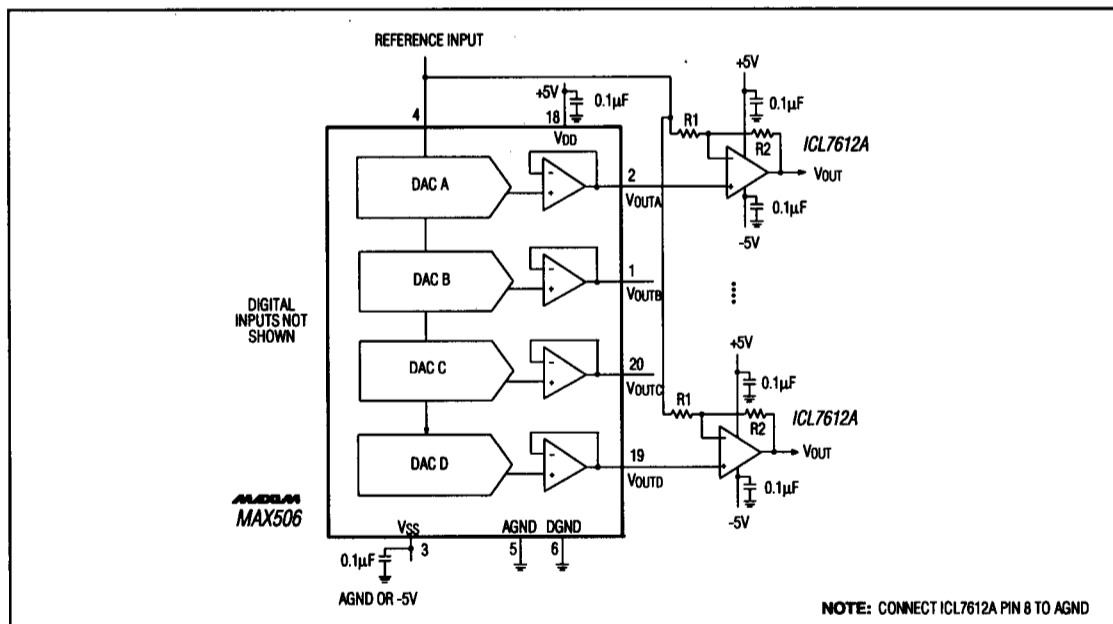 REFERENCE INPUT
+5V
0.1µF
+5V
0.1µF
4
18
VDD
R1
R2
ICL7612A
DAC A
-
+
2
VOUTA
-
+
VOUT
0.1µF
-5V
DAC B
-
+
1
VOUTB
DIGITAL
INPUTS NOT
SHOWN
+5V
DAC C
-
+
20
VOUTC
0.1µF
R1
R2
ICL7612A
DAC D
-
+
19
VOUTD
-
+
VOUT
0.1µF
-5V
MAXIM
MAX506
VSS
AGND
DGND
3
5
6
0.1µF
AGND OR -5V
NOTE: CONNECT ICL7612A PIN 8 TO AGND